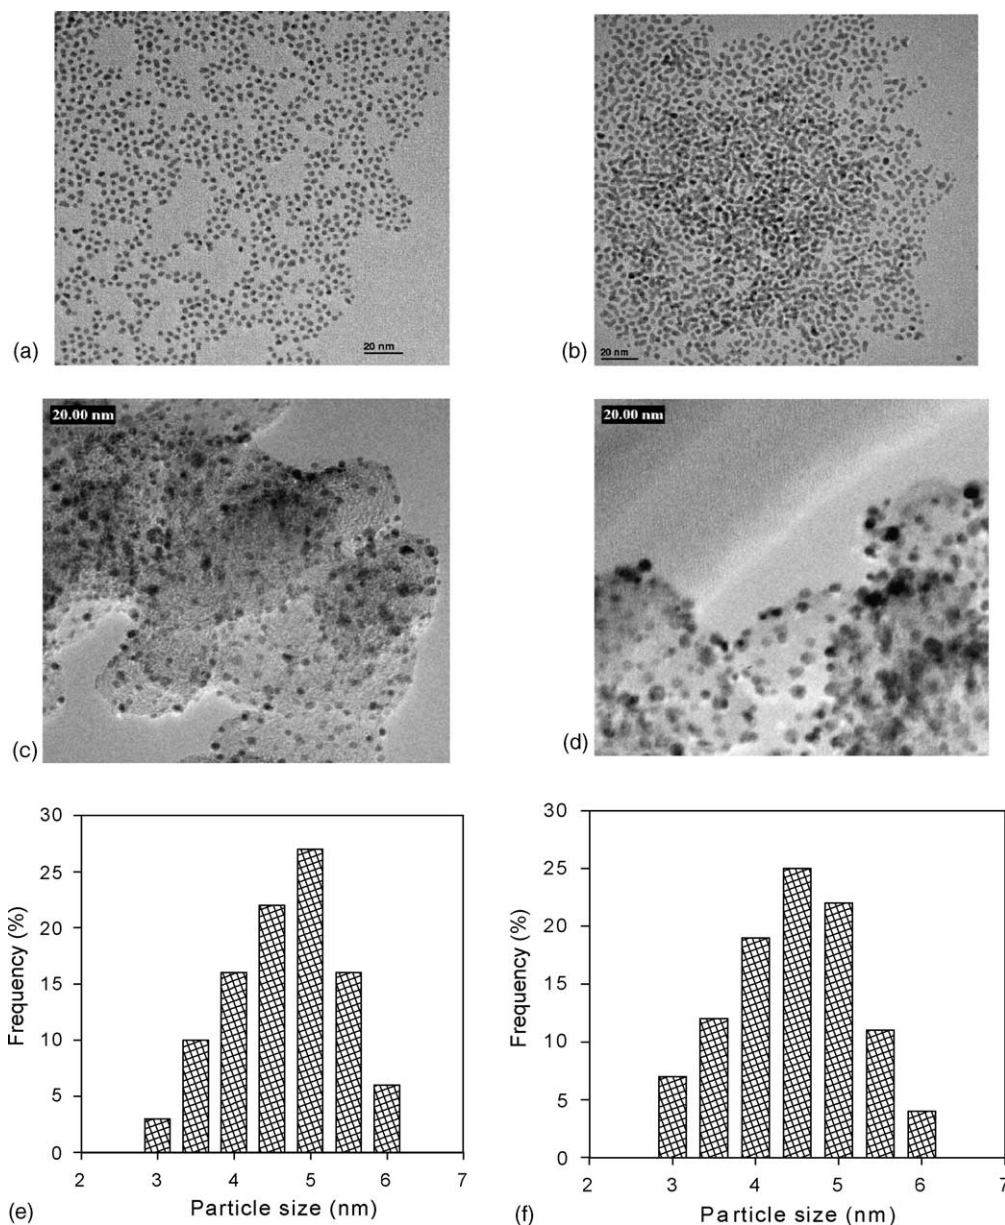 (a)
20 nm
(b)
20 nm
(c)
20.00 nm
(d)
20.00 nm
30
25
20
15
10
5
0
Frequency (%)
2 3 4 5 6 7
Particle size (nm)
(e)
30
25
20
15
10
5
0
Frequency (%)
2 3 4 5 6 7
Particle size (nm)
(f)